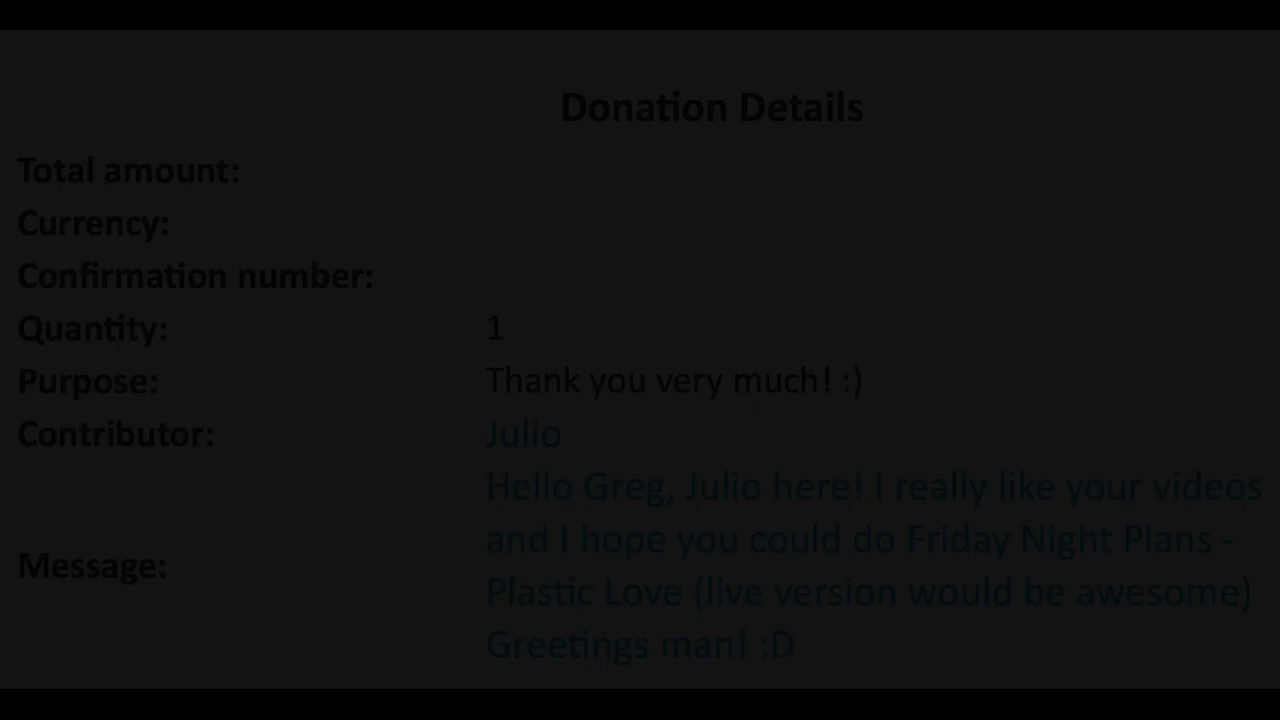 Donation Details
Total amount:
Currency:
Confirmation number:
Quantity: 1
Purpose: Thank you very much! :)
Contributor: Julio
Message:
Hello Greg, Julio here! I really like your videos
and I hope you could do Friday Night Plans -
Plastic Love (live version would be awesome)
Greetings man! :D